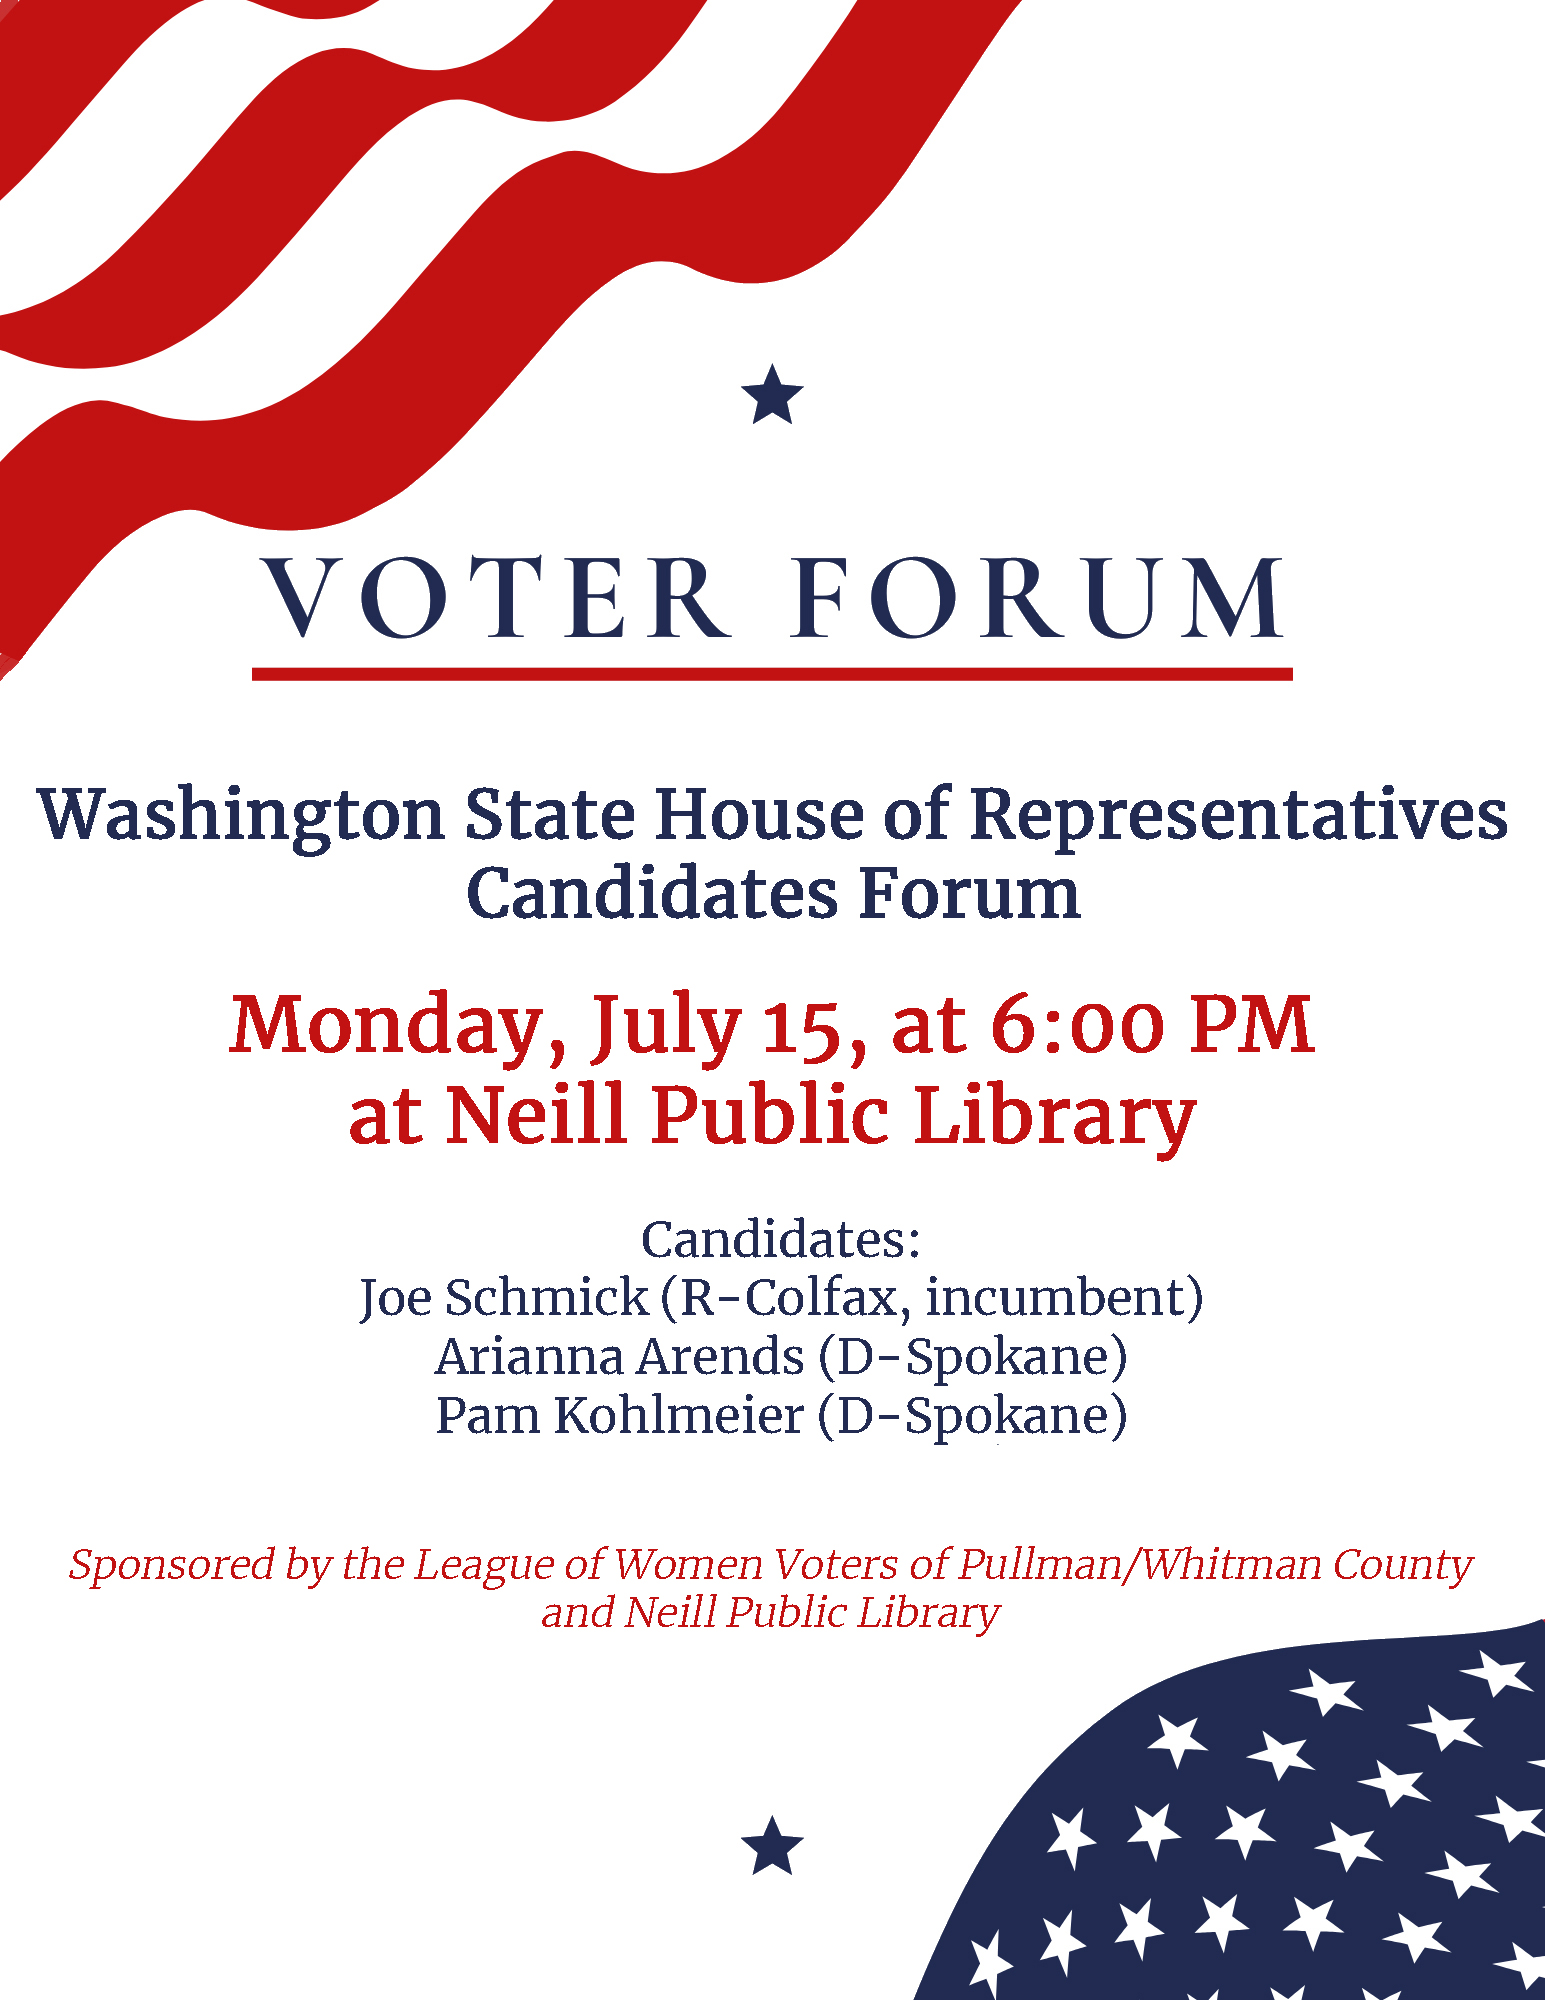 VOTER FORUM
Washington State House of Representatives
Candidates Forum
Monday, July 15, at 6:00 PM
at Neill Public Library
Candidates:
Joe Schmick (R-Colfax, incumbent)
Arianna Arends (D-Spokane)
Pam Kohlmeier (D-Spokane)
Sponsored by the League of Women Voters of Pullman/Whitman County
and Neill Public Library